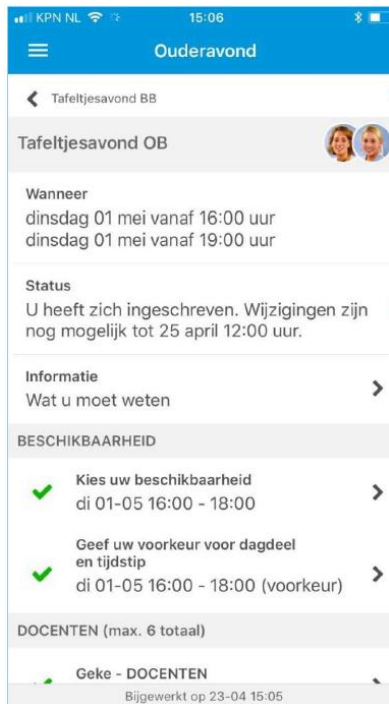 KPN NL 15:06
Ouderavond
Tafeltjesavond BB
Tafeltjesavond OB
Wanneer
dinsdag 01 mei vanaf 16:00 uur
dinsdag 01 mei vanaf 19:00 uur
Status
U heeft zich ingeschreven. Wijzigingen zijn
nog mogelijk tot 25 april 12:00 uur.
Informatie
Wat u moet weten
BESCHIKBAARHEID
Kies uw beschikbaarheid
di 01-05 16:00 - 18:00
Geef uw voorkeur voor dagdeel
en tijdstip
di 01-05 16:00 - 18:00 (voorkeur)
DOCENTEN (max. 6 totaal)
Geke - DOCENTEN
Bijgewerkt op 23-04 15:05